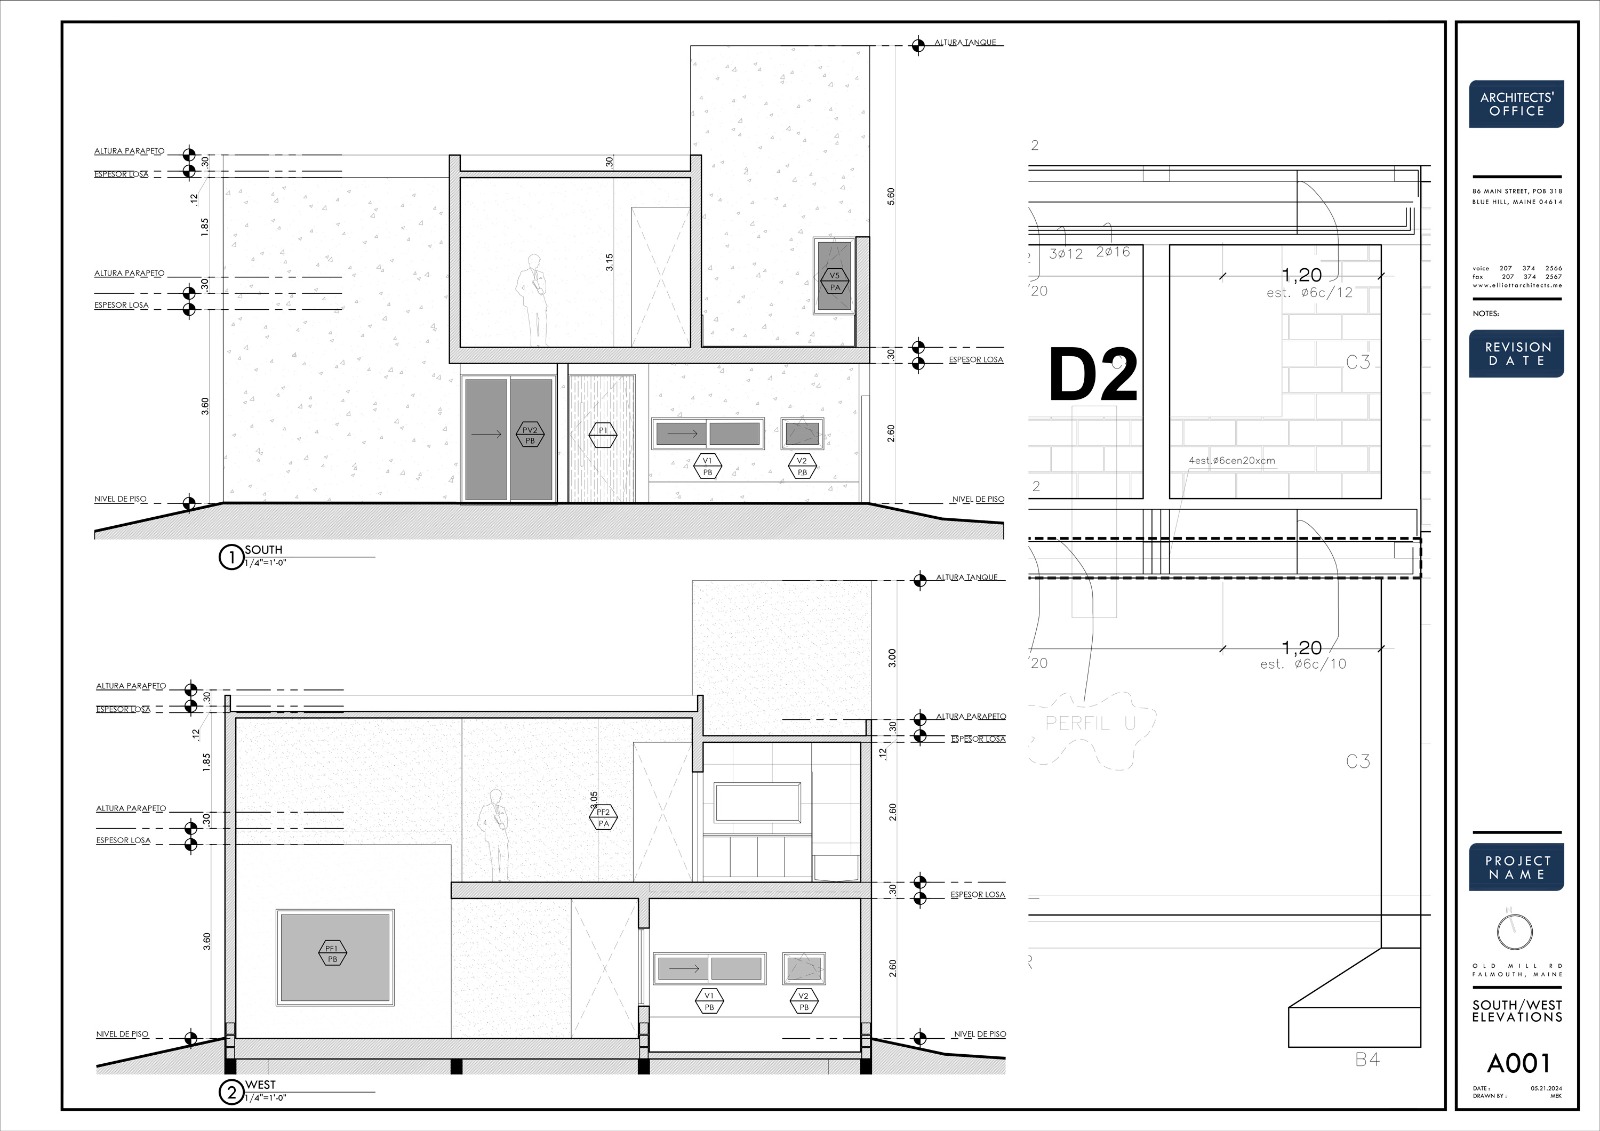 ALTURA TANQUE
ALTURA PARAPETO
.30
.30
ESPESOR LOSA
.12
1.85
5.60
3.15
ALTURA PARAPETO
.30
ESPESOR LOSA
V5
PA
.30
ESPESOR LOSA
3.60
PV2
PB
P1
2.60
V1
PB
V2
PB
NIVEL DE PISO
NIVEL DE PISO
1
SOUTH
1/4"=1'-0"
ALTURA TANQUE
3.00
ALTURA PARAPETO
.30
ESPESOR LOSA
.12
1.85
ALTURA PARAPETO
.30
ESPESOR LOSA
.12
3.05
PF2
PA
2.60
ALTURA PARAPETO
.30
ESPESOR LOSA
.30
ESPESOR LOSA
3.60
PF1
PB
2.60
V1
PB
V2
PB
NIVEL DE PISO
NIVEL DE PISO
2
WEST
1/4"=1'-0"
2
3ø12
2ø16
1,20
est. ø6c/12
/20
D2
C3
4est.ø6cen20xcm
2
1,20
est. ø6c/10
/20
PERFIL U
C3
B4
ARCHITECTS'
OFFICE
86 MAIN STREET, POB 318
BLUE HILL, MAINE 04614
voice 207 374 2566
fax 207 374 2567
www.elliottarchitects.me
NOTES:
REVISION
DATE
PROJECT
NAME
OLD MILL RD
FALMOUTH, MAINE
SOUTH/WEST
ELEVATIONS
A001
DATE : 05.21.2024
DRAWN BY : MEK